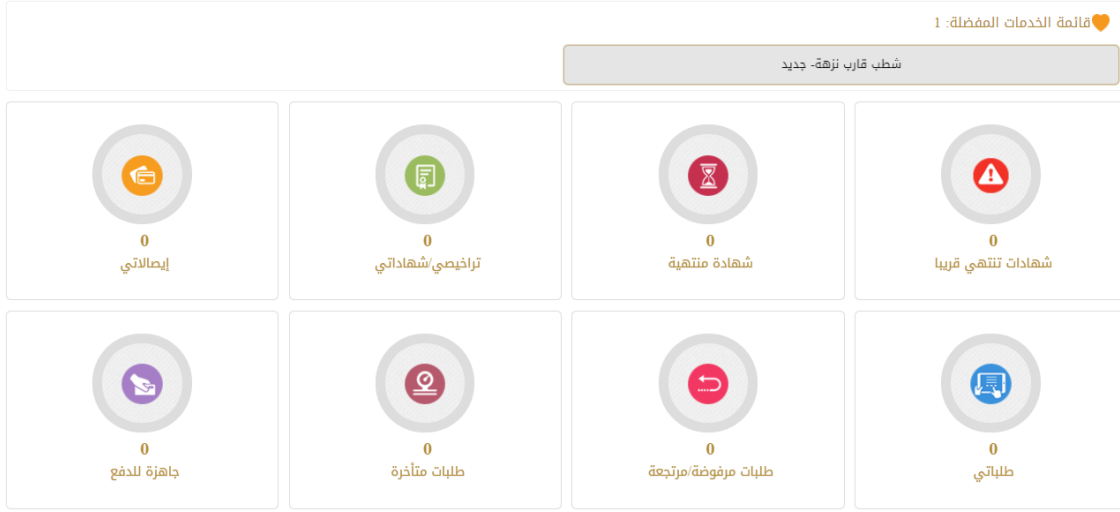 قائمة الخدمات المفضلة: 1
شطب قارب نزهة- جديد
0
شهادات تنتهي قريبا
0
شهادة منتهية
0
تراخيصي/شهاداتي
0
إيصالاتي
0
طلباتي
0
طلبات مرفوضة/مرتجعة
0
طلبات متأخرة
0
جاهزة للدفع